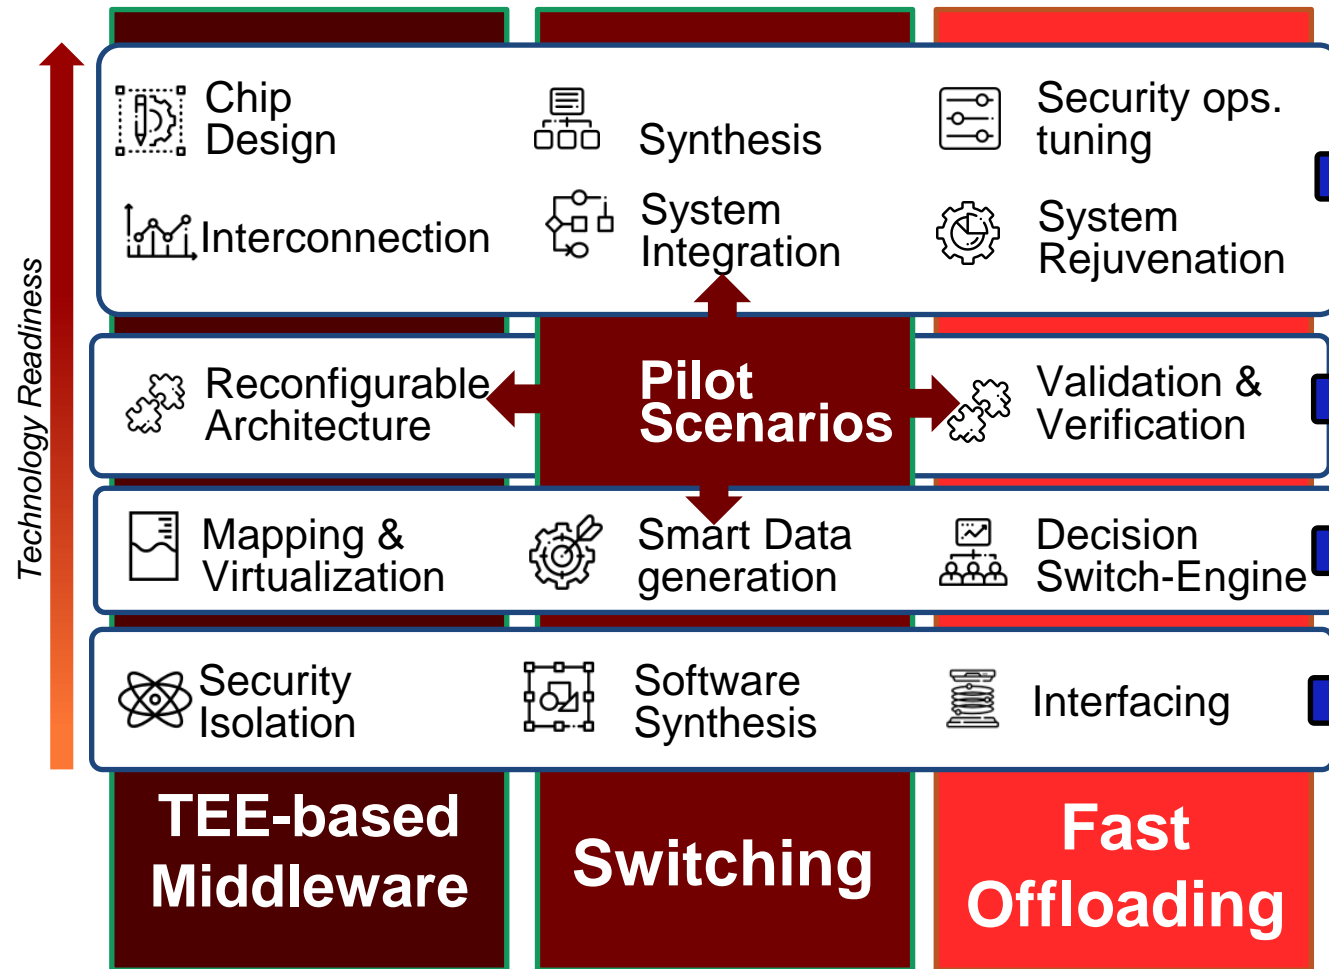 Chip
Design
Synthesis
Security ops.
tuning
Interconnection
System
Integration
System
Rejuvenation
Technology Readiness
Reconfigurable
Architecture
Pilot
Scenarios
Validation &
Verification
Mapping &
Virtualization
Smart Data
generation
Decision
Switch-Engine
Security
Isolation
Software
Synthesis
Interfacing
TEE-based
Middleware
Switching
Fast
Offloading